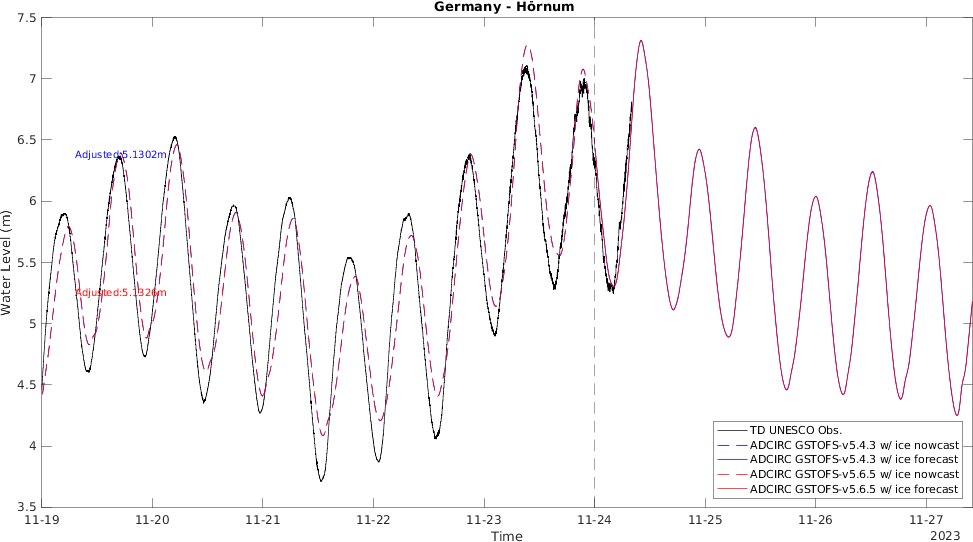 Germany - Hörnum
7.5
7
6.5
6
5.5
5
4.5
4
3.5
Water Level (m)
Adjusted:5.1302m
Adjusted:5.1326m
TD UNESCO Obs.
ADCIRC GSTOFS-v5.4.3 w/ ice nowcast
ADCIRC GSTOFS-v5.4.3 w/ ice forecast
ADCIRC GSTOFS-v5.6.5 w/ ice nowcast
ADCIRC GSTOFS-v5.6.5 w/ ice forecast
11-19 11-20 11-21 11-22 11-23 11-24 11-25 11-26 11-27
Time
2023